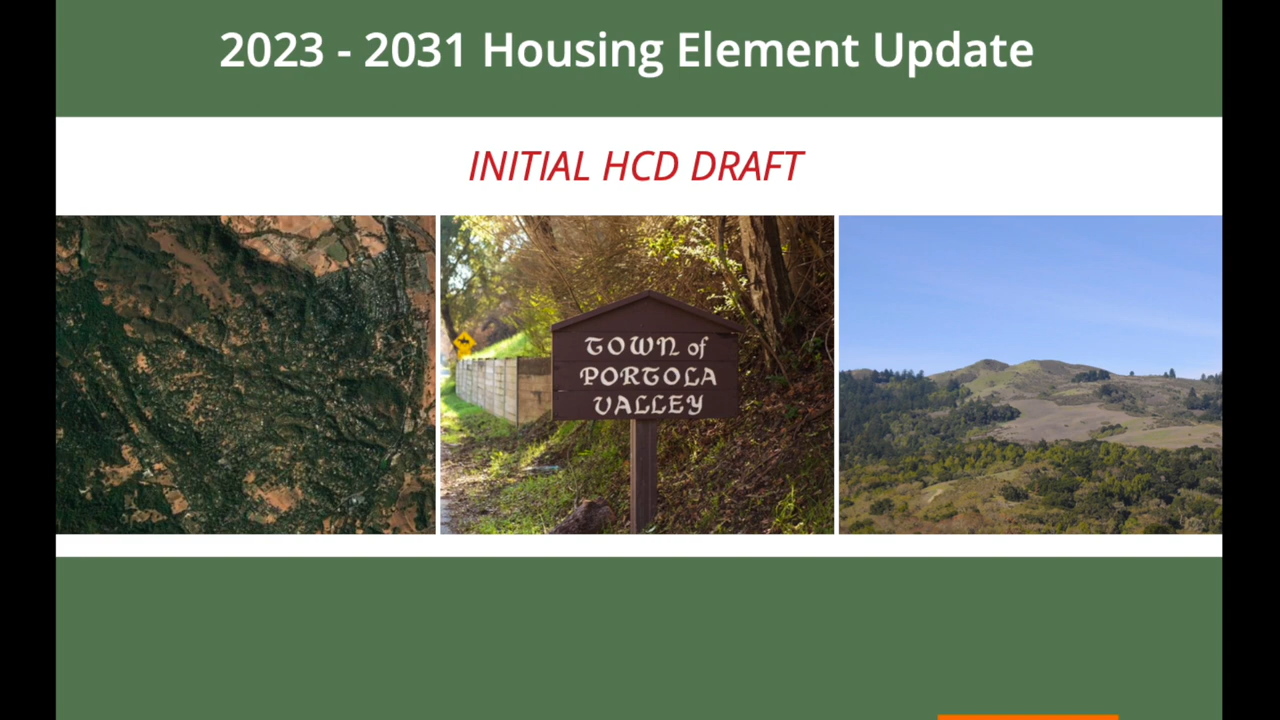 2023 - 2031 Housing Element Update
INITIAL HCD DRAFT
TOWN of
PORTOLA
VALLEY